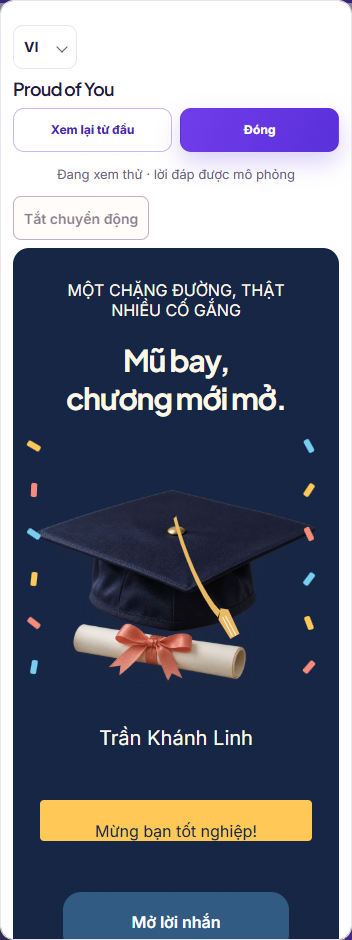 VI
Proud of You
Xem lại từ đầu
Đóng
Đang xem thử · lời đáp được mô phỏng
Tắt chuyển động
MỘT CHẶNG ĐƯỜNG, THẬT
NHIỀU CỐ GẮNG
Mũ bay,
chương mới mở.
Trần Khánh Linh
Mừng bạn tốt nghiệp!
Mở lời nhắn